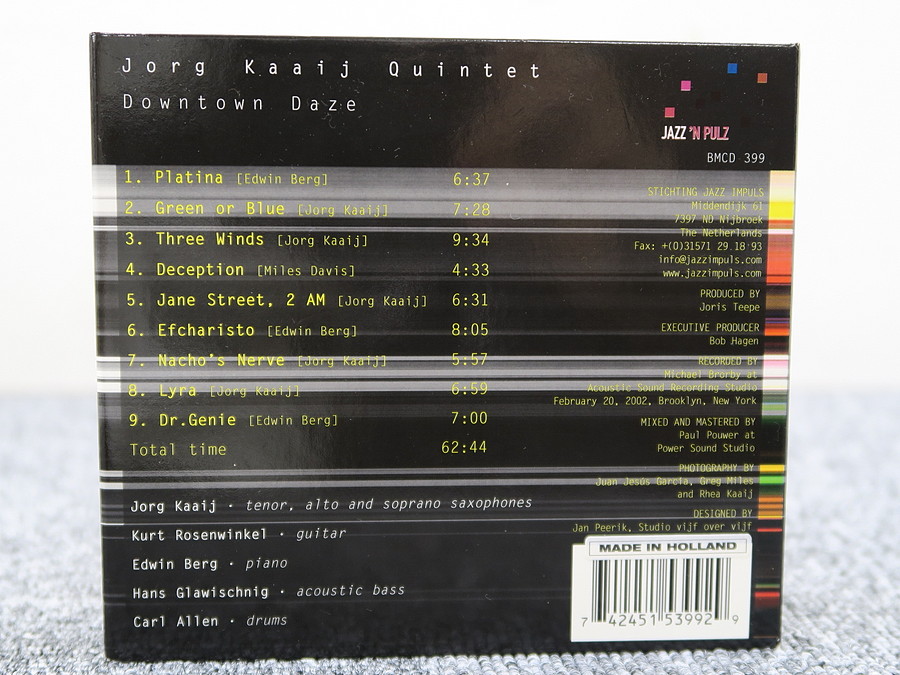 Jorg Kaaij Quintet
Downtown Daze
JAZZ 'N PULZ
BMCD 399
1. Platina [Edwin Berg] 6:37
2. Green or Blue [Jorg Kaaij] 7:28
3. Three Winds [Jorg Kaaij] 9:34
4. Deception [Miles Davis] 4:33
5. Jane Street, 2 AM [Jorg Kaaij] 6:31
6. Efcharisto [Edwin Berg] 8:05
7. Nacho's Nerve [Jorg Kaaij] 5:57
8. Lyra [Jorg Kaaij] 6:59
9. Dr.Genie [Edwin Berg] 7:00
Total time 62:44
STICHTING JAZZ IMPULS
Middendijk 61
7397 ND Nijbroek
The Netherlands
Fax: +(0)31571 29.18 93
info@jazzimpuls.com
www.jazzimpuls.com
PRODUCED BY
Joris Teepe
EXECUTIVE PRODUCER
Bob Hagen
RECORDED BY
Michael Brorby at
Acoustic Sound Recording Studio
February 20, 2002, Brooklyn, New York
MIXED AND MASTERED BY
Paul Pouwer at
Power Sound Studio
PHOTOGRAPHY BY
Juan Jesús García, Greg Miles
and Rhea Kaaij
DESIGNED BY
Jan Peerik, Studio vijf over vijf
Jorg Kaaij · tenor, alto and soprano saxophones
Kurt Rosenwinkel · guitar
Edwin Berg · piano
Hans Glawischnig · acoustic bass
Carl Allen · drums
MADE IN HOLLAND
7 42451 53992 9